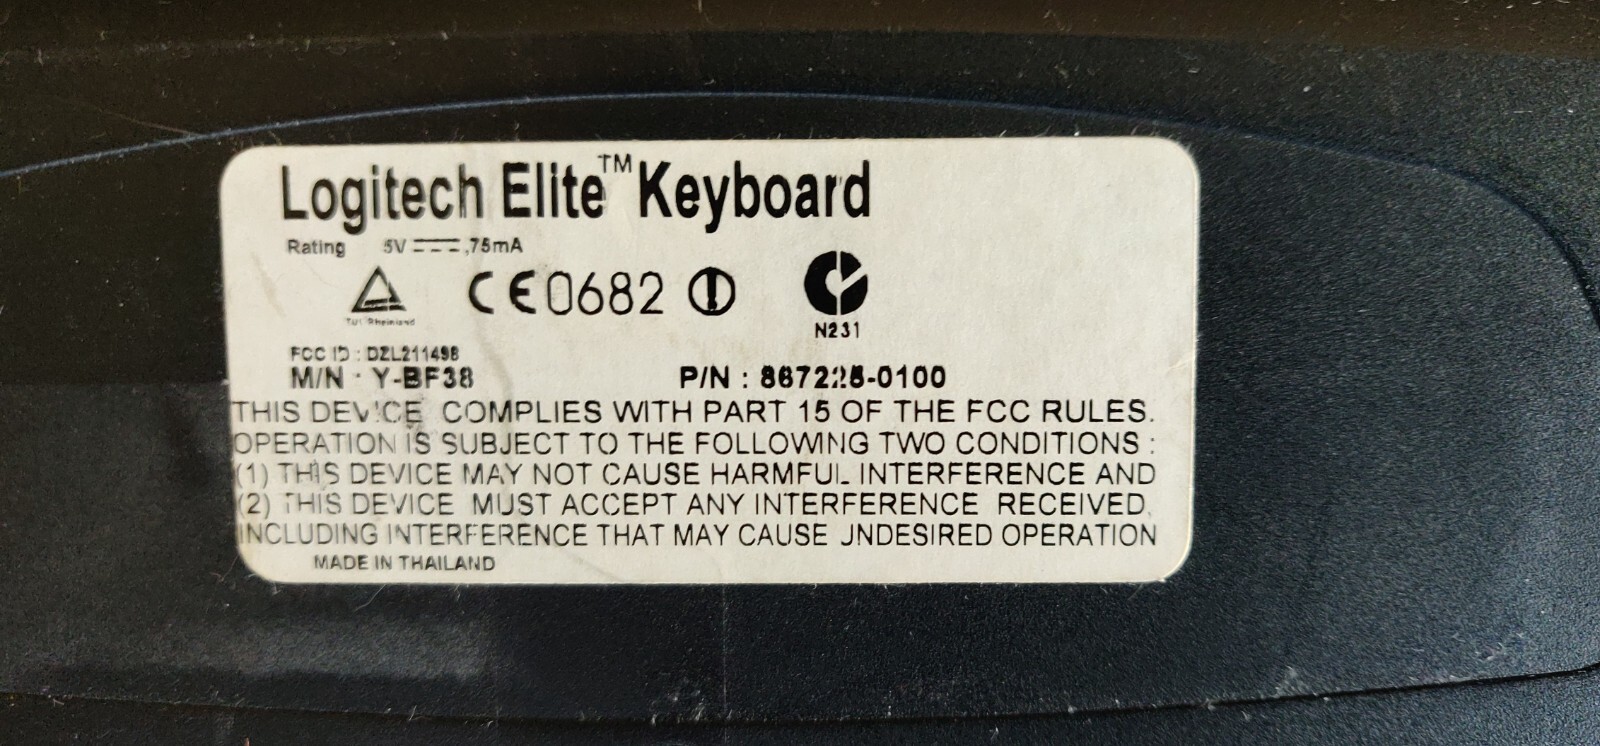 Logitech Elite™ Keyboard
Rating 5V ,75mA
TUV Rheinland
CE0682
N231
FCC ID : DZL211498
M/N : Y-BF38 P/N : 867228-0100
THIS DEVICE COMPLIES WITH PART 15 OF THE FCC RULES.
OPERATION IS SUBJECT TO THE FOLLOWING TWO CONDITIONS :
(1) THIS DEVICE MAY NOT CAUSE HARMFUL INTERFERENCE AND
(2) THIS DEVICE MUST ACCEPT ANY INTERFERENCE RECEIVED,
INCLUDING INTERFERENCE THAT MAY CAUSE UNDESIRED OPERATION
MADE IN THAILAND